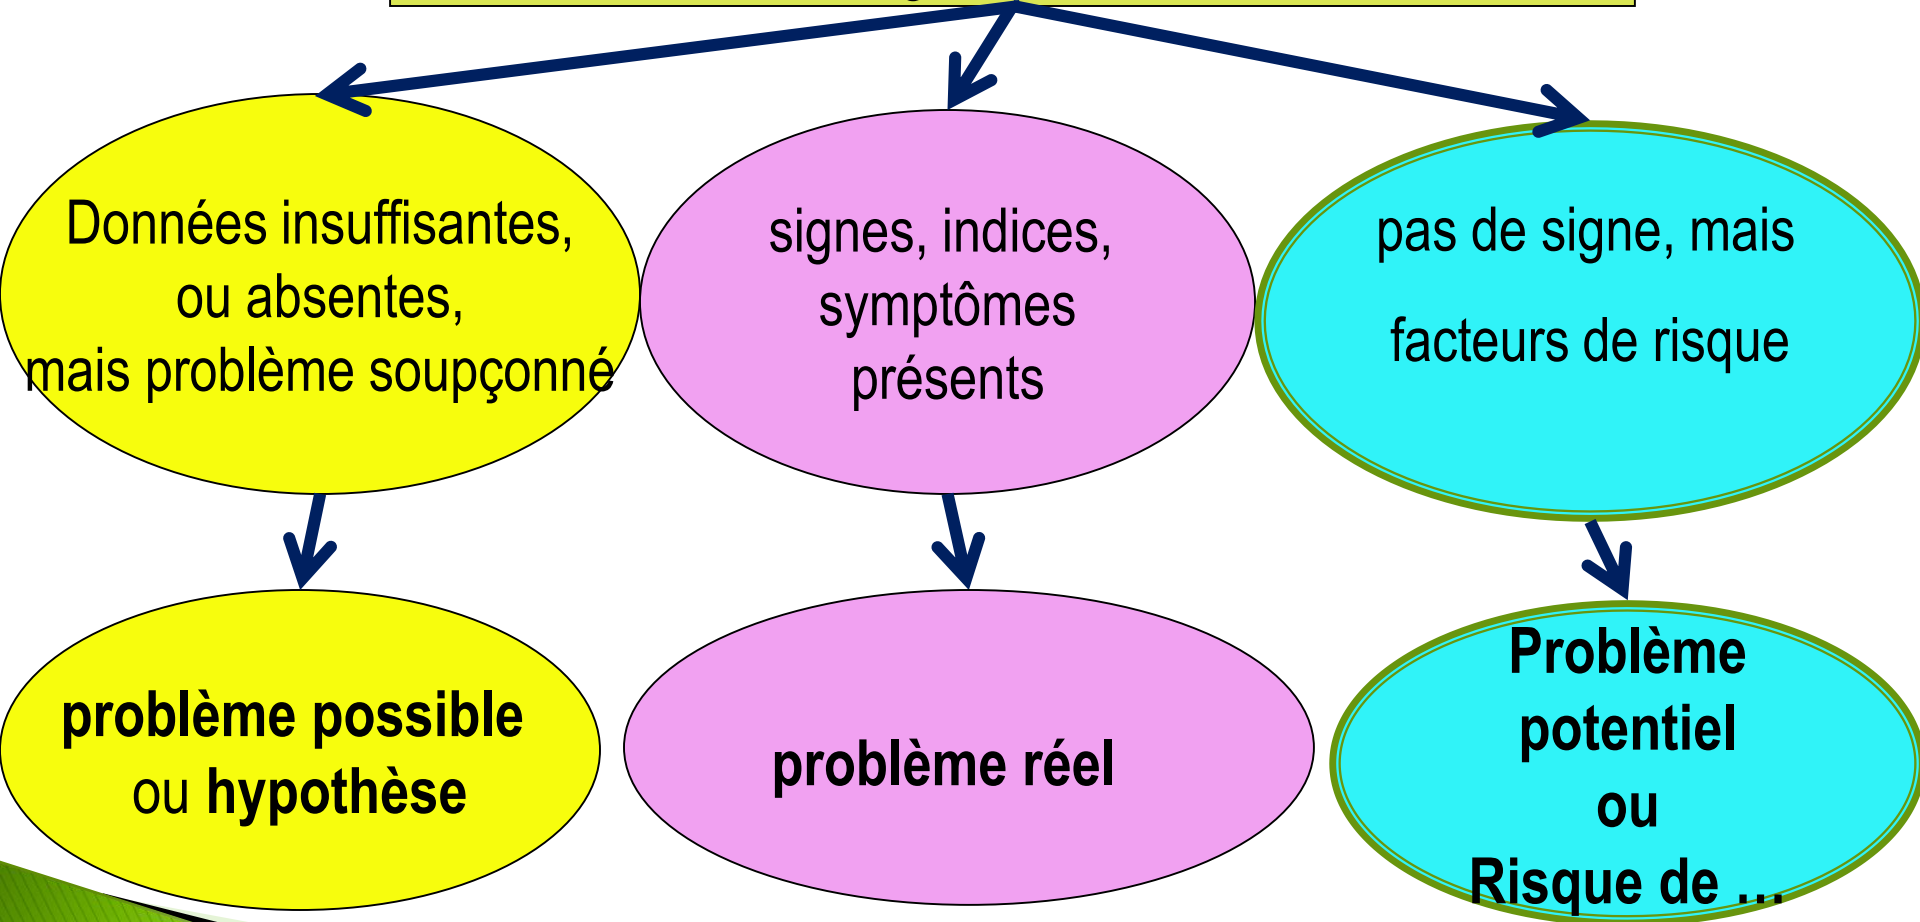 Données insuffisantes,
ou absentes,
mais problème soupçonné
signes, indices,
symptômes
présents
pas de signe, mais
facteurs de risque
problème possible
ou hypothèse
problème réel
Problème
potentiel
ou
Risque de ...